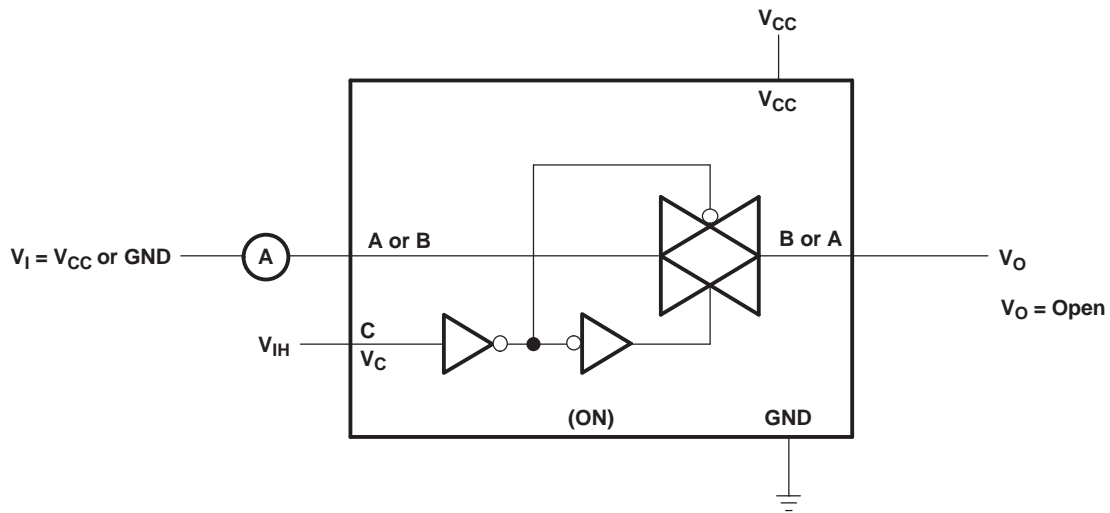 VCC
VCC
A or B
B or A
VI = VCC or GND
A
VO
VO = Open
C
VIH
VC
(ON)
GND